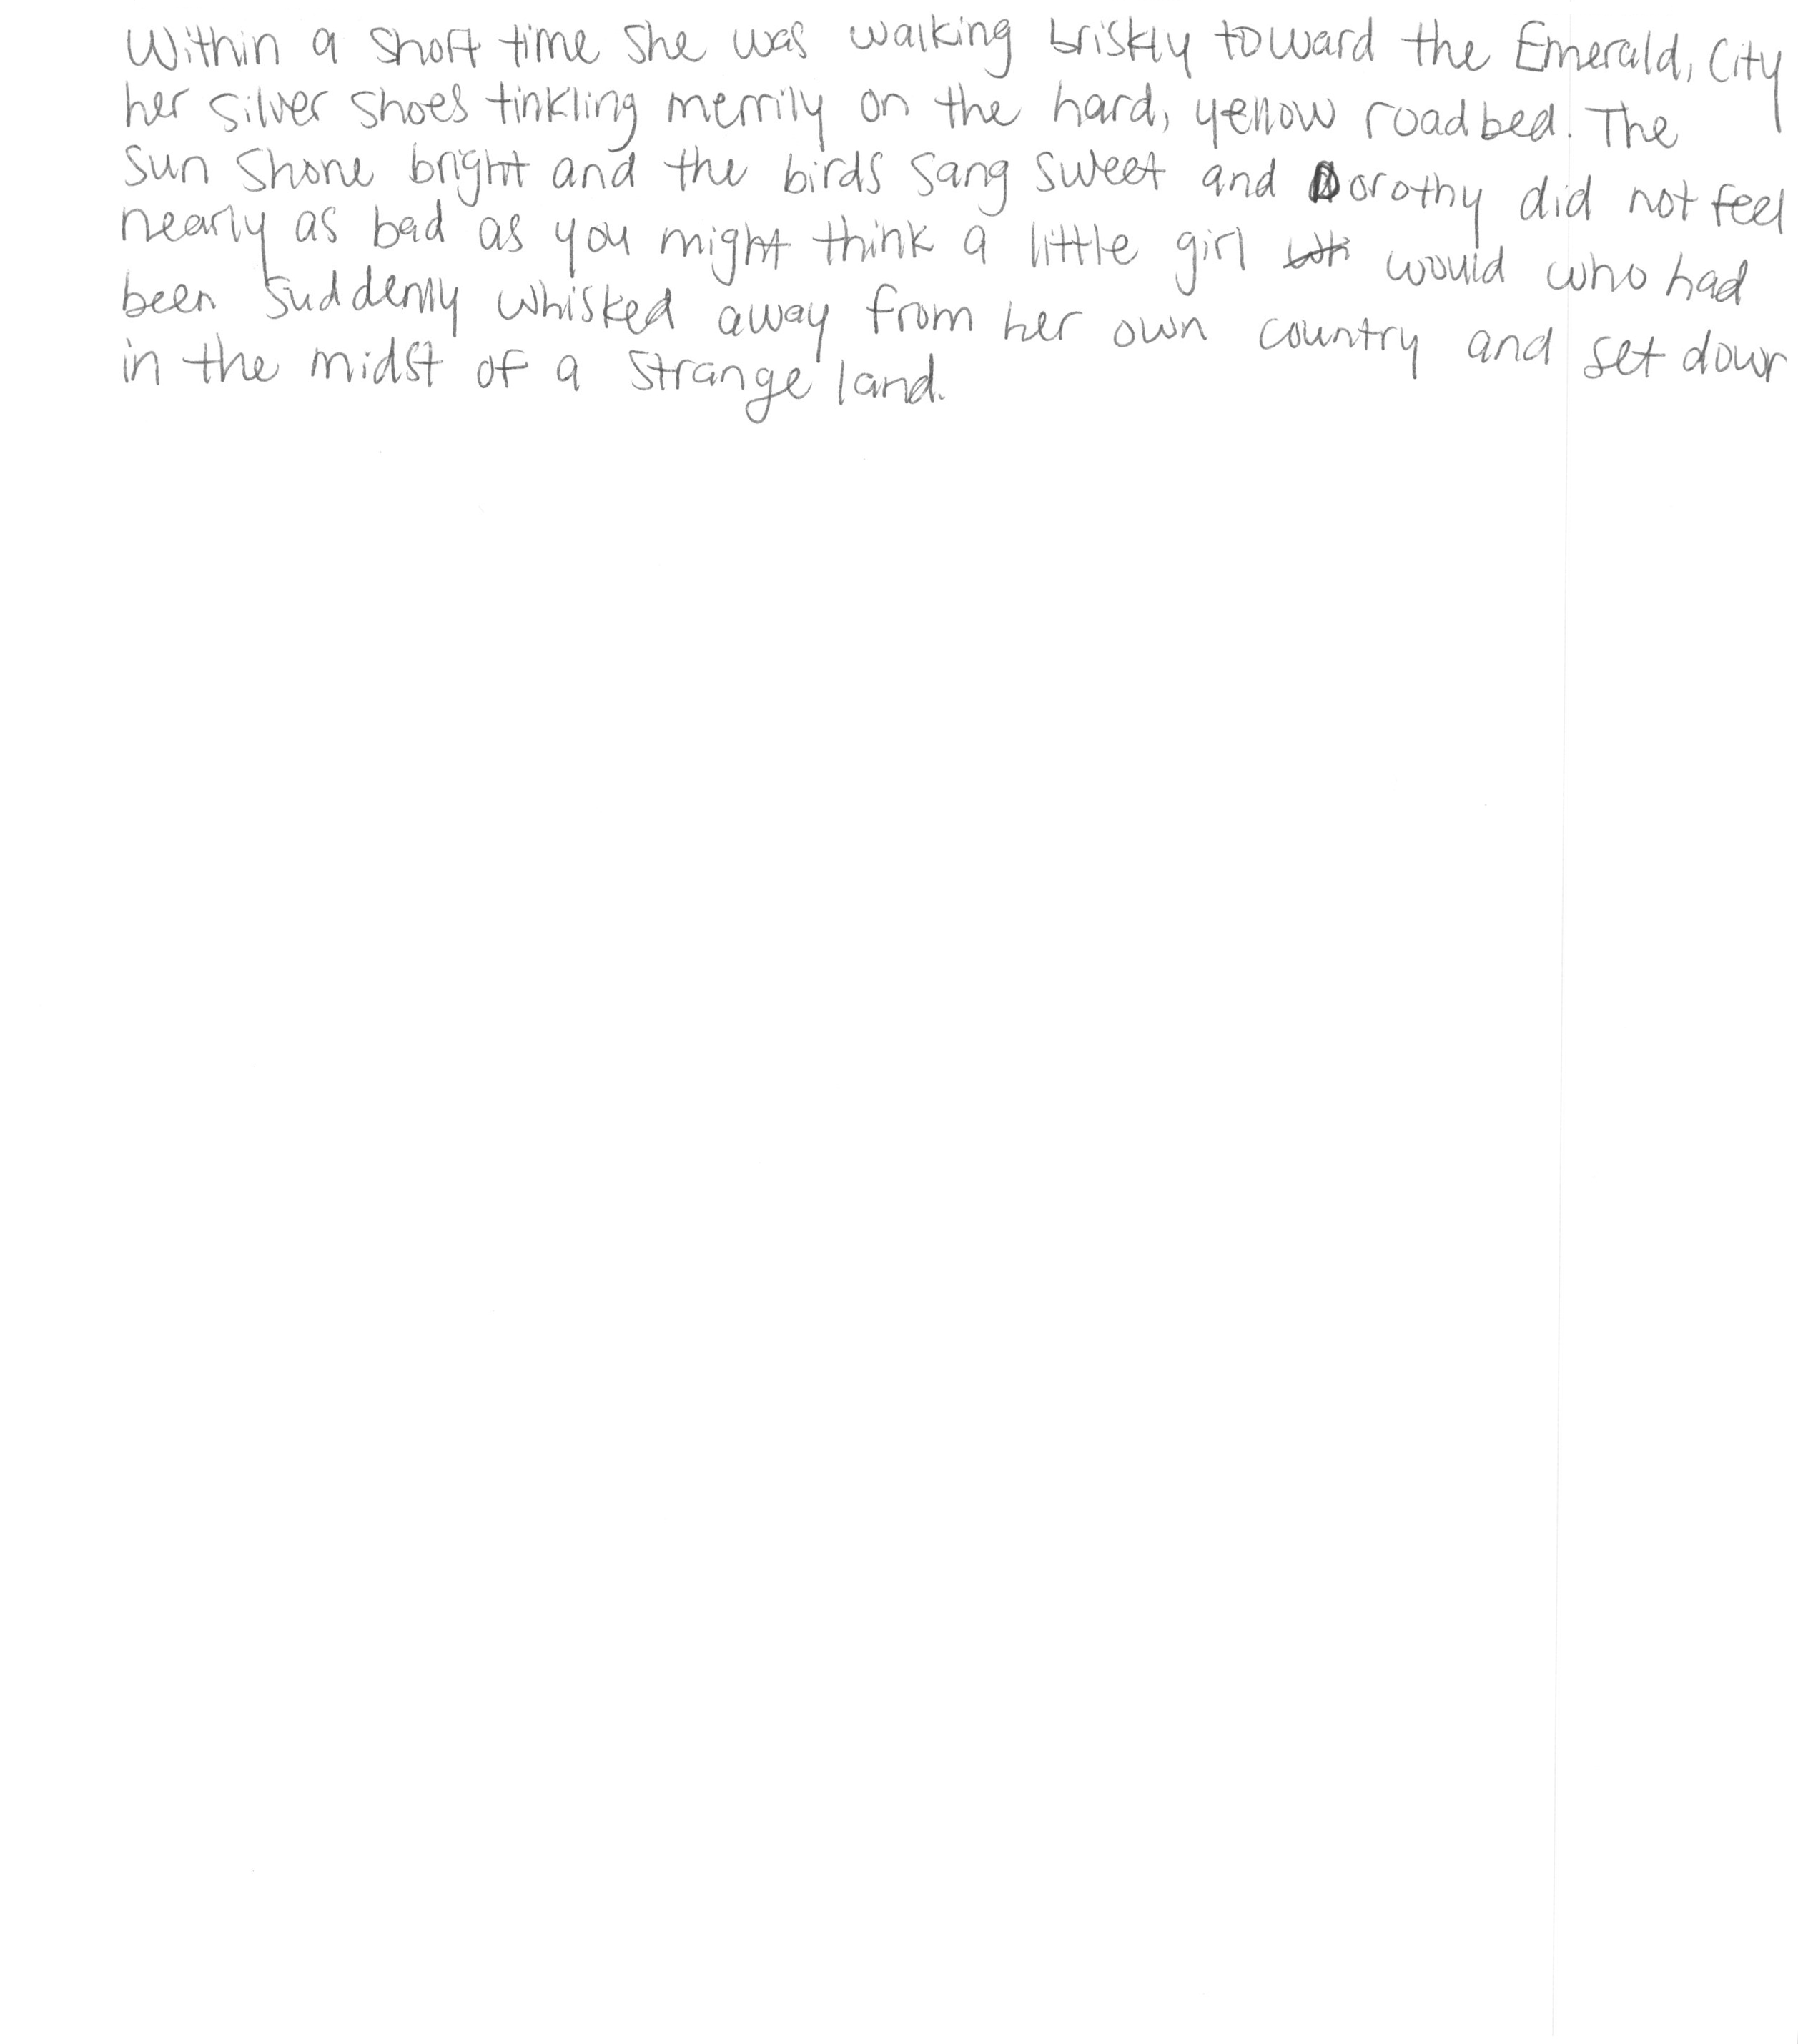 Within a short time she was walking briskly toward the Emerald, City
her silver shoes tinkling merrily on the hard, yellow roadbed. The
sun shone bright and the birds sang sweet and Dorothy did not feel
nearly as bad as you might think a little girl would who had
been suddenly whisked away from her own country and set down
in the midst of a strange land.